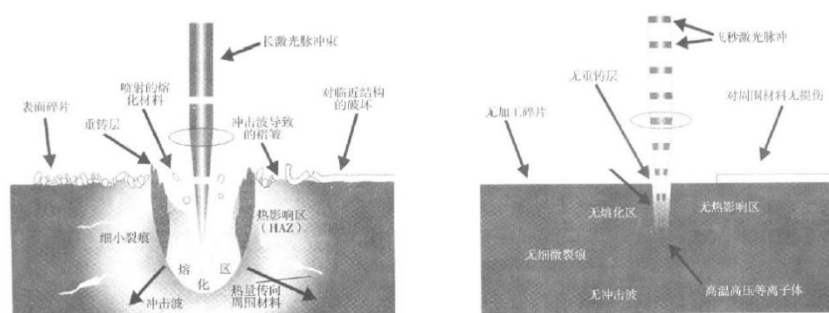 长激光脉冲束
喷射的熔
化材料
对临近结构
的破坏
表面碎片
冲击波导致
的褶皱
重铸层
热影响区
(HAZ)
细小裂痕
熔
化
区
冲击波
热量传向
周围材料
飞秒激光脉冲
无重铸层
对周围材料无损伤
无加工碎片
无熔化区
无热影响区
无细微裂痕
高温高压等离子体
无冲击波